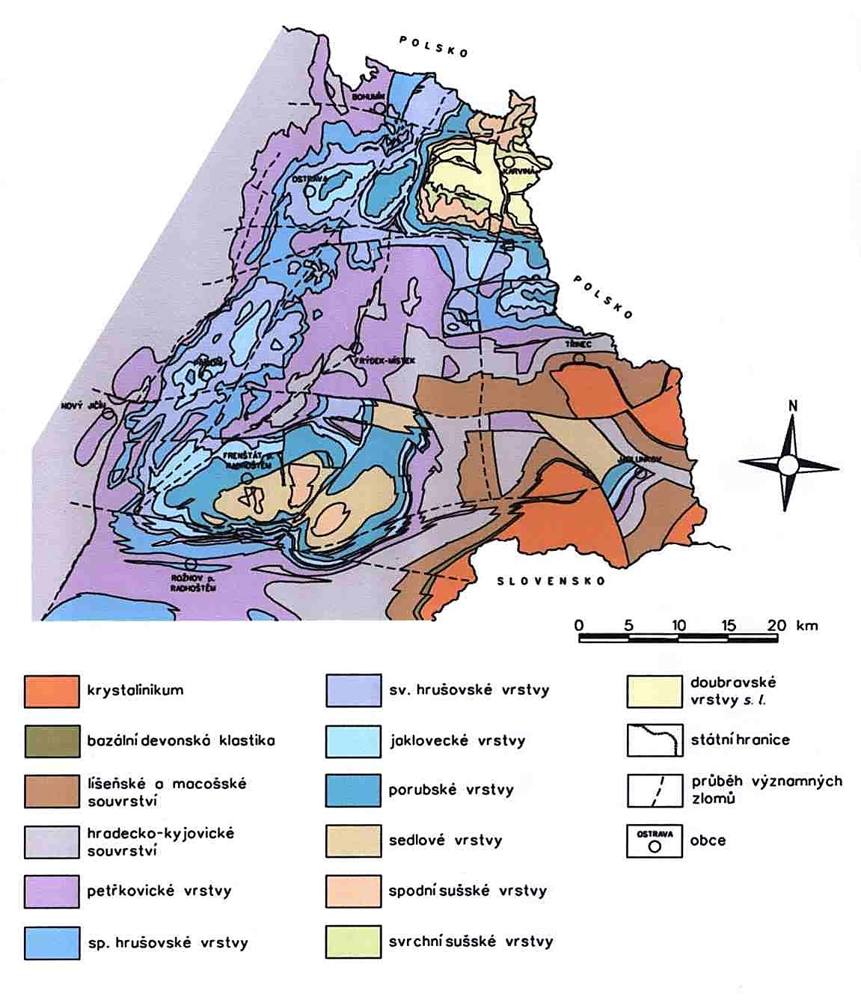 POLSKO
BOHUMÍN
KARVINÁ
OSTRAVA
POLSKO
TŘINEC
FRÝDEK-MÍSTEK
NOVÝ JIČÍN
N
FRENŠTÁT p.
RADHOŠTĚM
JABLUNKOV
ROŽNOV p.
RADHOŠTĚM
SLOVENSKO
0 5 10 15 20 km
krystalinikum
bazální devonská klastika
líšeňské a macošské
souvrství
hradecko-kyjovické
souvrství
petřkovické vrstvy
sp. hrušovské vrstvy
sv. hrušovské vrstvy
jaklovecké vrstvy
porubské vrstvy
sedlové vrstvy
spodní sušské vrstvy
svrchní sušské vrstvy
doubravské
vrstvy s. l.
státní hranice
průběh významných
zlomů
OSTRAVA
obce